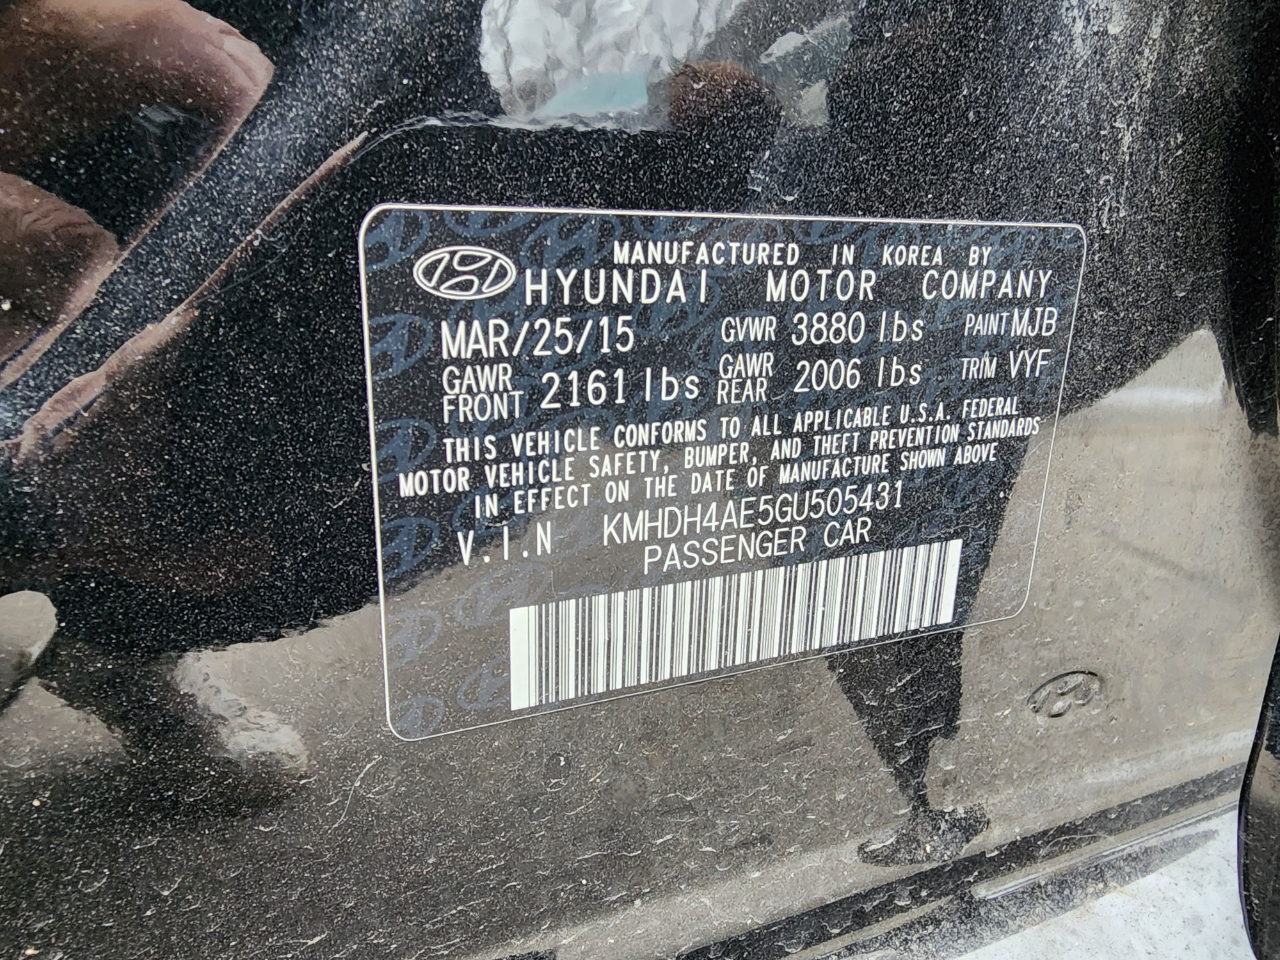 MANUFACTURED IN KOREA BY
HYUNDAI MOTOR COMPANY
MAR/25/15 GVWR 3880 lbs PAINT MJB
GAWR FRONT 2161 lbs GAWR REAR 2006 lbs TRIM VYF
THIS VEHICLE CONFORMS TO ALL APPLICABLE U.S.A. FEDERAL
MOTOR VEHICLE SAFETY, BUMPER, AND THEFT PREVENTION STANDARDS
IN EFFECT ON THE DATE OF MANUFACTURE SHOWN ABOVE
V.I.N KMHDH4AE5GU505431
PASSENGER CAR